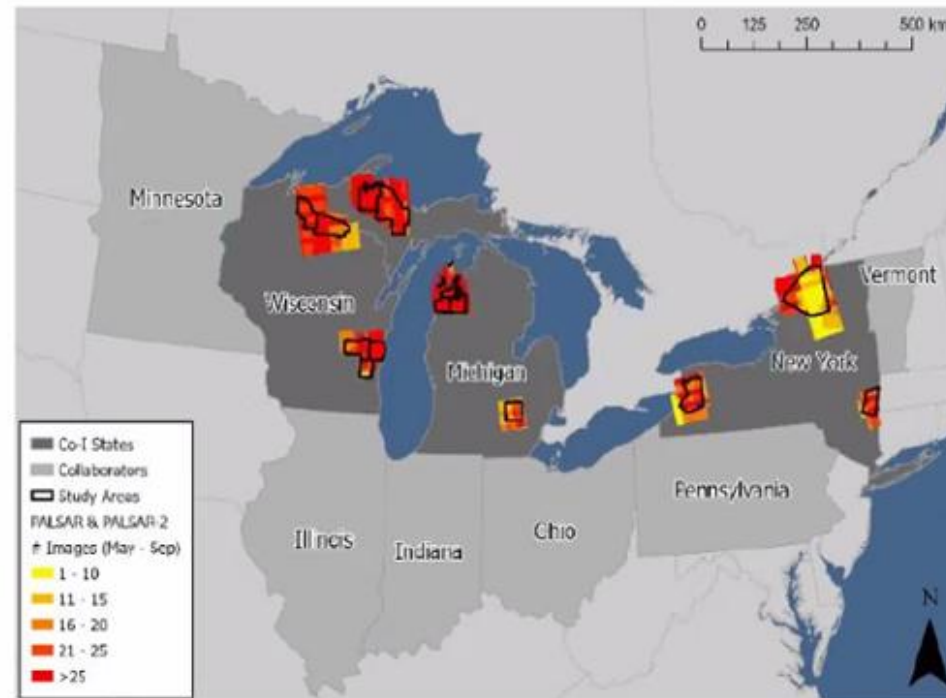 0 125 250 500 km
Minnesota
Vermont
Wisconsin
New York
Michigan
Pennsylvania
Illinois
Indiana
Ohio
N
Co-I States
Collaborators
Study Areas
PALSAR & PALSAR-2
# Images (May - Sep)
1 - 10
11 - 15
16 - 20
21 - 25
>25